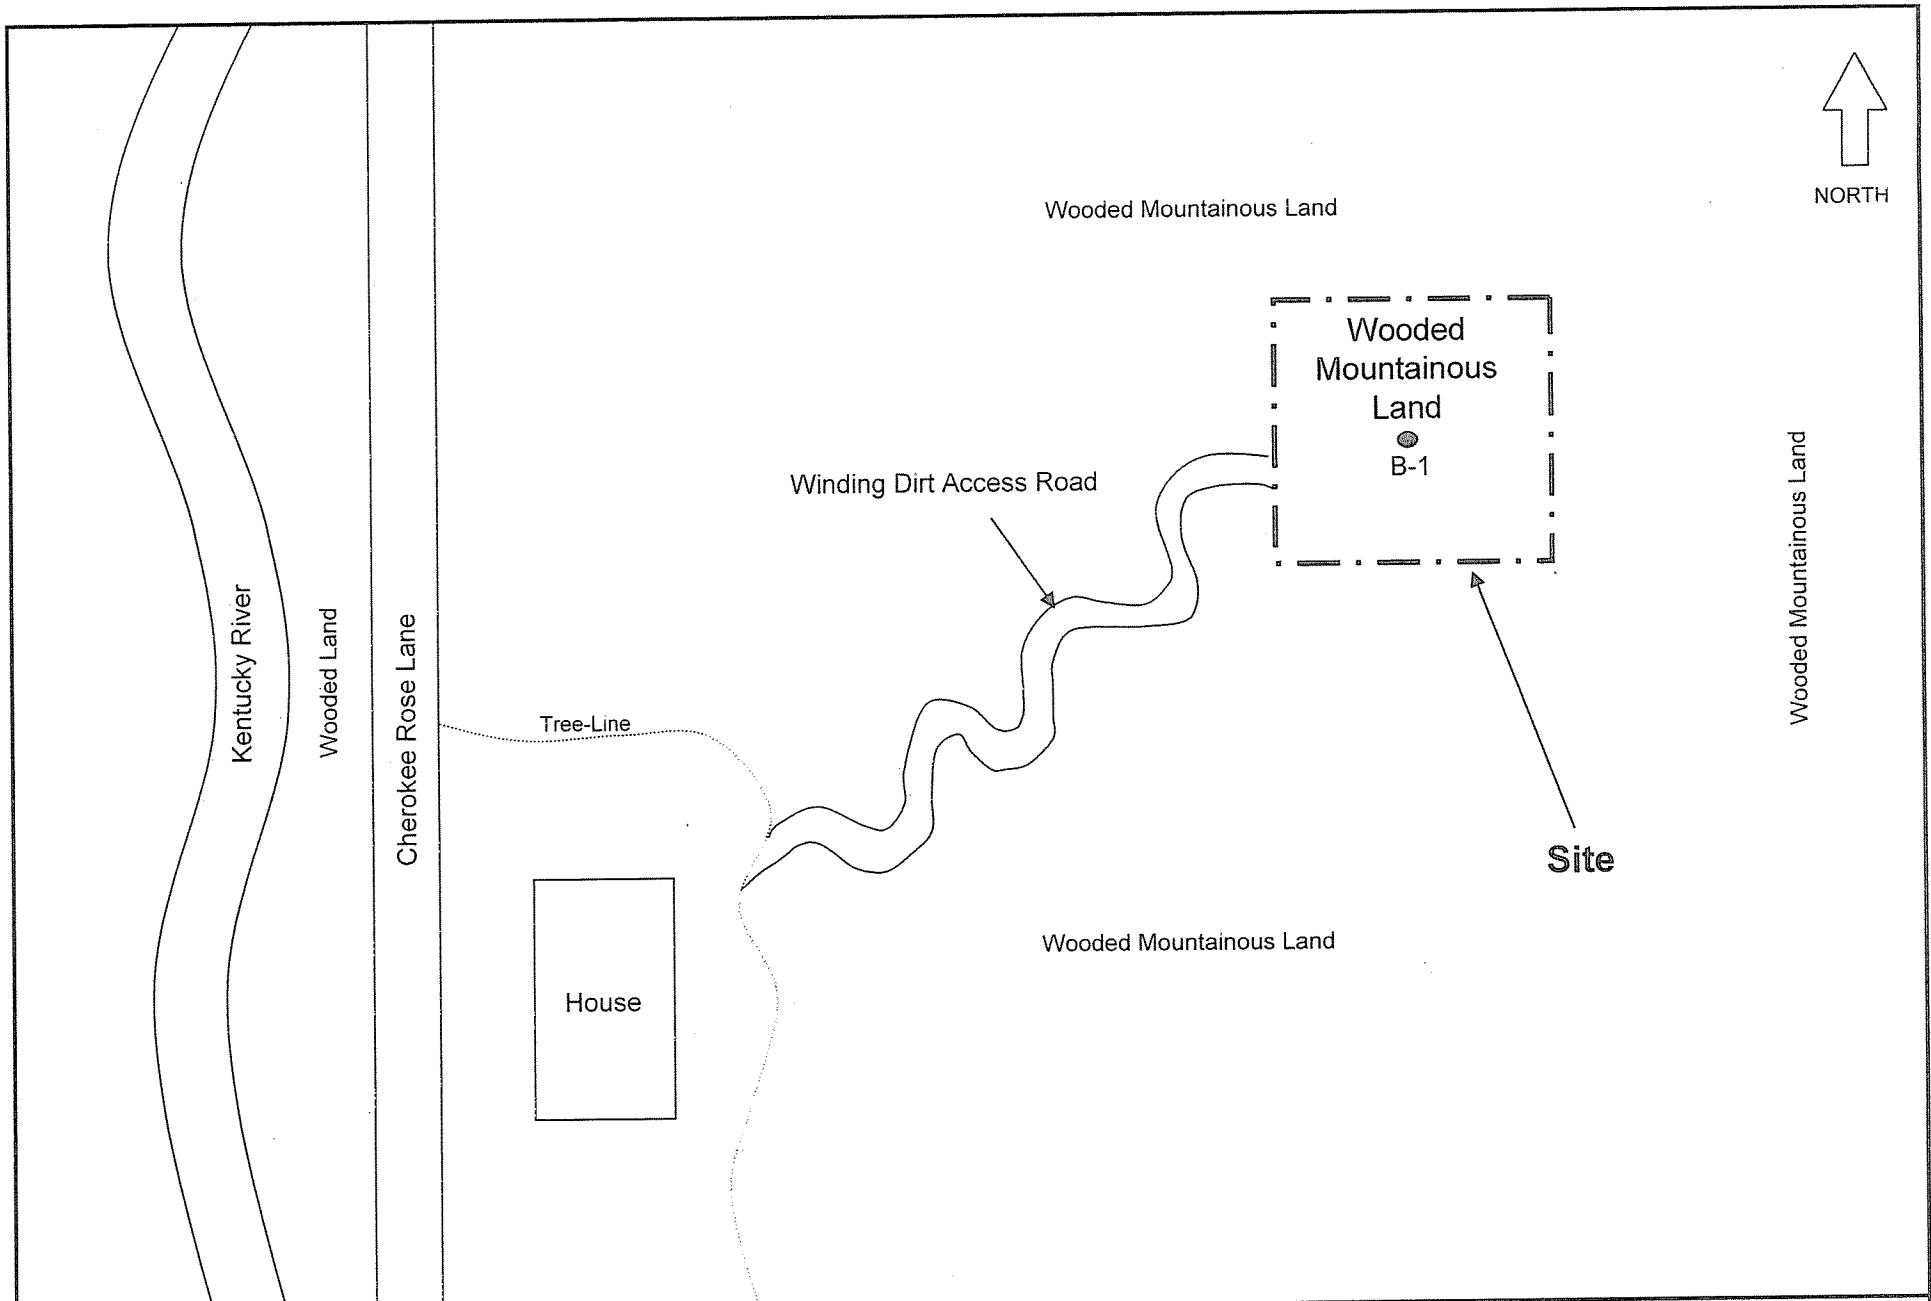 NORTH
Wooded Mountainous Land
Wooded
Mountainous
Land
B-1
Winding Dirt Access Road
Wooded Mountainous Land
Kentucky River
Wooded Land
Cherokee Rose Lane
Tree-Line
Site
Wooded Mountainous Land
House